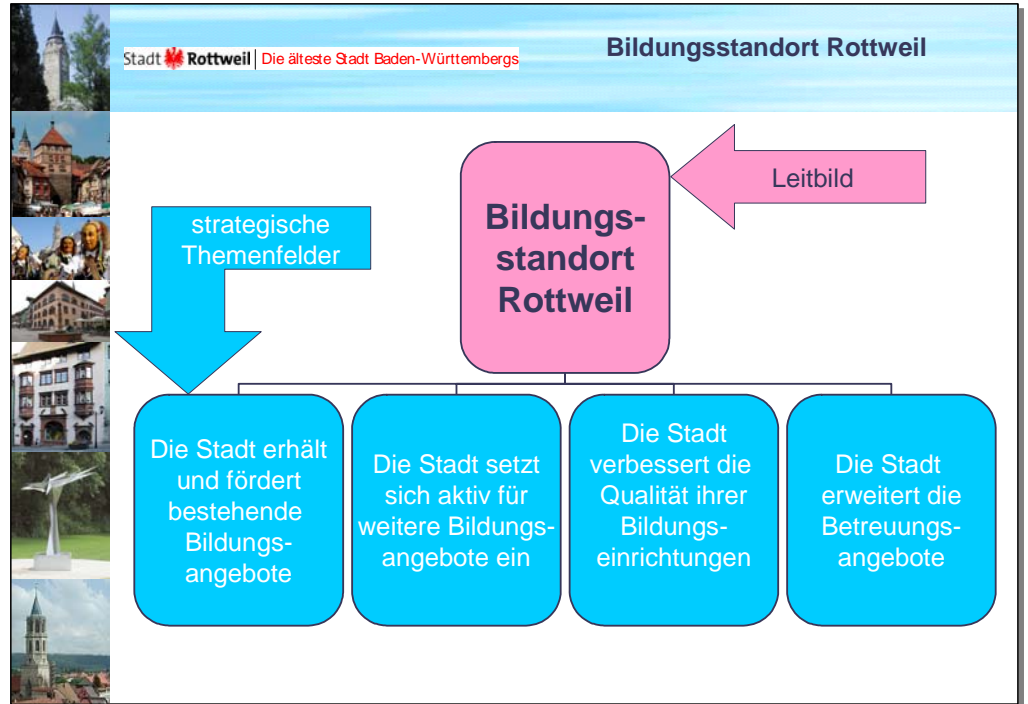 Stadt Rottweil Die älteste Stadt Baden-Württembergs
Bildungsstandort Rottweil
Leitbild
Bildungs-
standort
Rottweil
strategische
Themenfelder
Die Stadt erhält
und fördert
bestehende
Bildungs-
angebote
Die Stadt setzt
sich aktiv für
weitere Bildungs-
angebote ein
Die Stadt
verbessert die
Qualität ihrer
Bildungs-
einrichtungen
Die Stadt
erweitert die
Betreuungs-
angebote